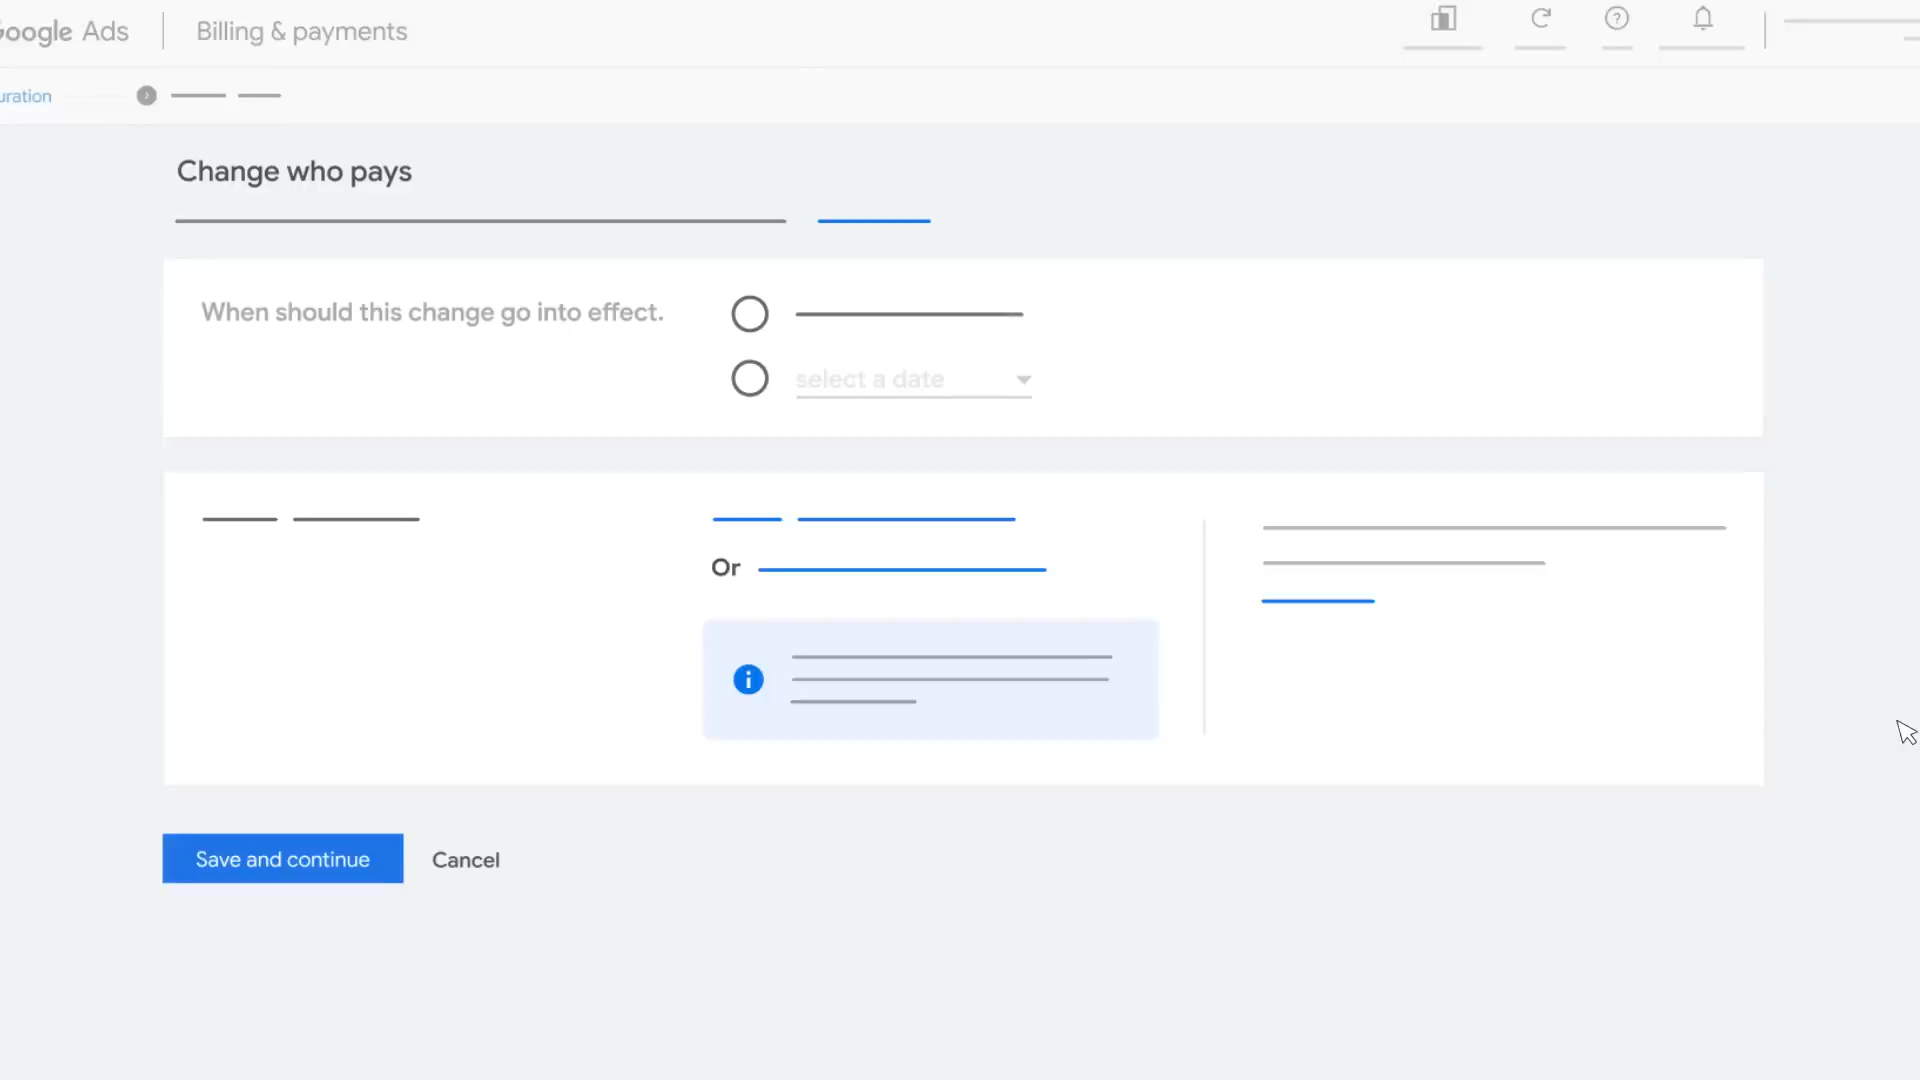 Google Ads
Billing & payments
uration
Change who pays
When should this change go into effect.
select a date
Or
Save and continue
Cancel